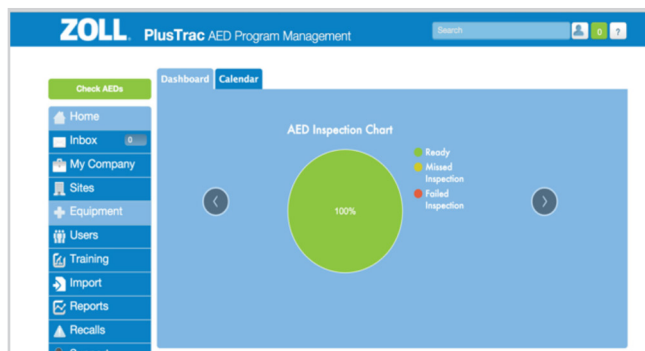 ZOLL. PlusTrac AED Program Management
Search
0
?
Check AEDs
Dashboard
Calendar
Home
Inbox 0
My Company
Sites
Equipment
Users
Training
Import
Reports
Recalls
AED Inspection Chart
100%
Ready
Missed
Inspection
Failed
Inspection